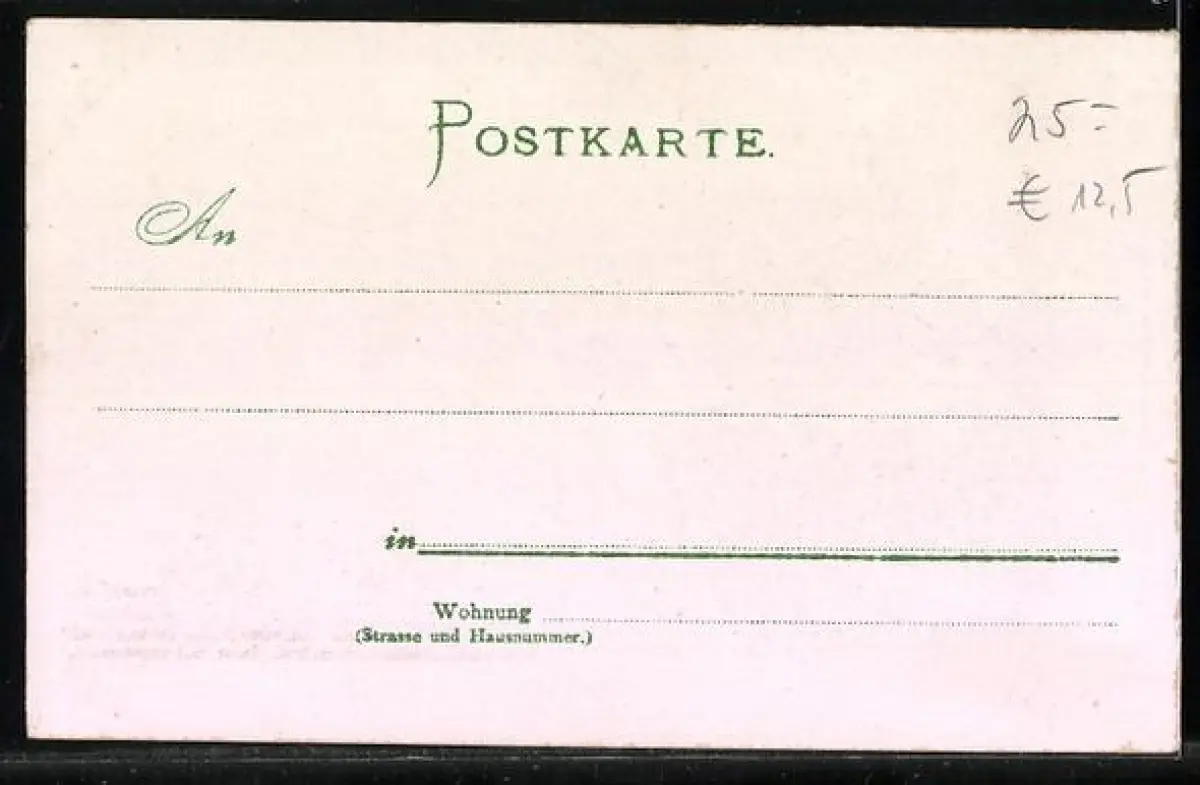 POSTKARTE.
25=
€ 12,5
An
in
Wohnung
(Strasse und Hausnummer.)